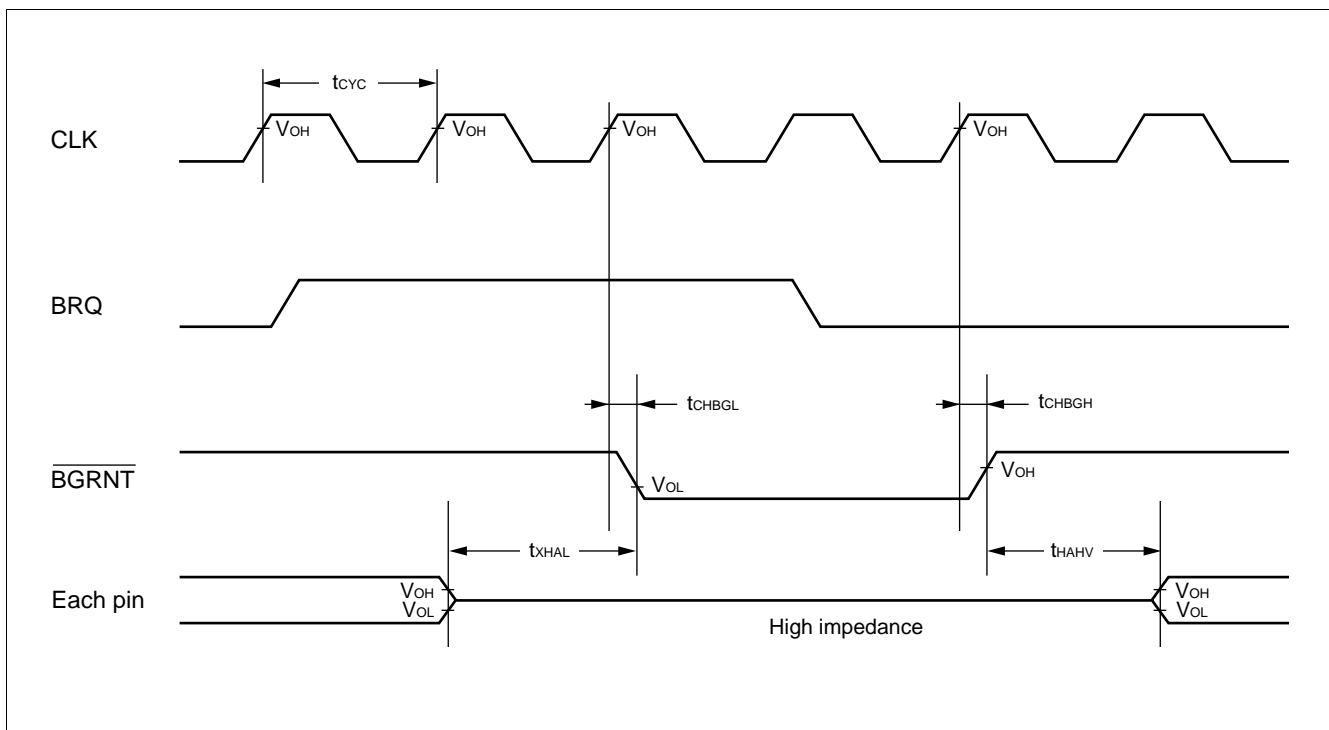 tCYC
CLK
VOH VOH VOH VOH
BRQ
tCHBGL tCHBGH
BGRNT
VOL
VOH
tXHAL tHAHV
Each pin
VOH
VOL
VOH
VOL
High impedance